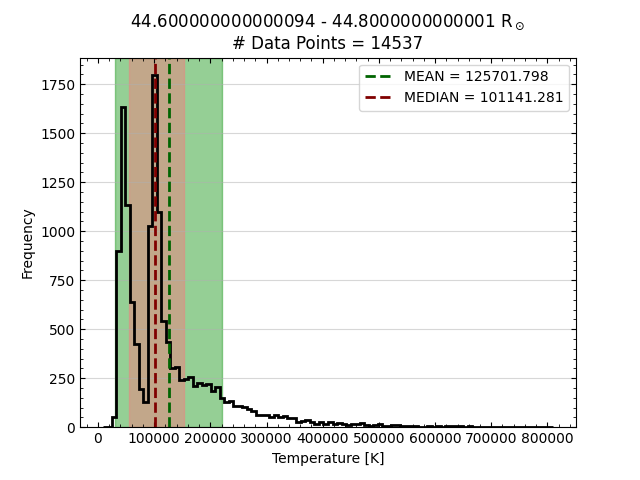 44.600000000000094 - 44.8000000000001 R⊙
# Data Points = 14537
MEAN = 125701.798
MEDIAN = 101141.281
Frequency
1750
1500
1250
1000
750
500
250
0
0 100000 200000 300000 400000 500000 600000 700000 800000
Temperature [K]